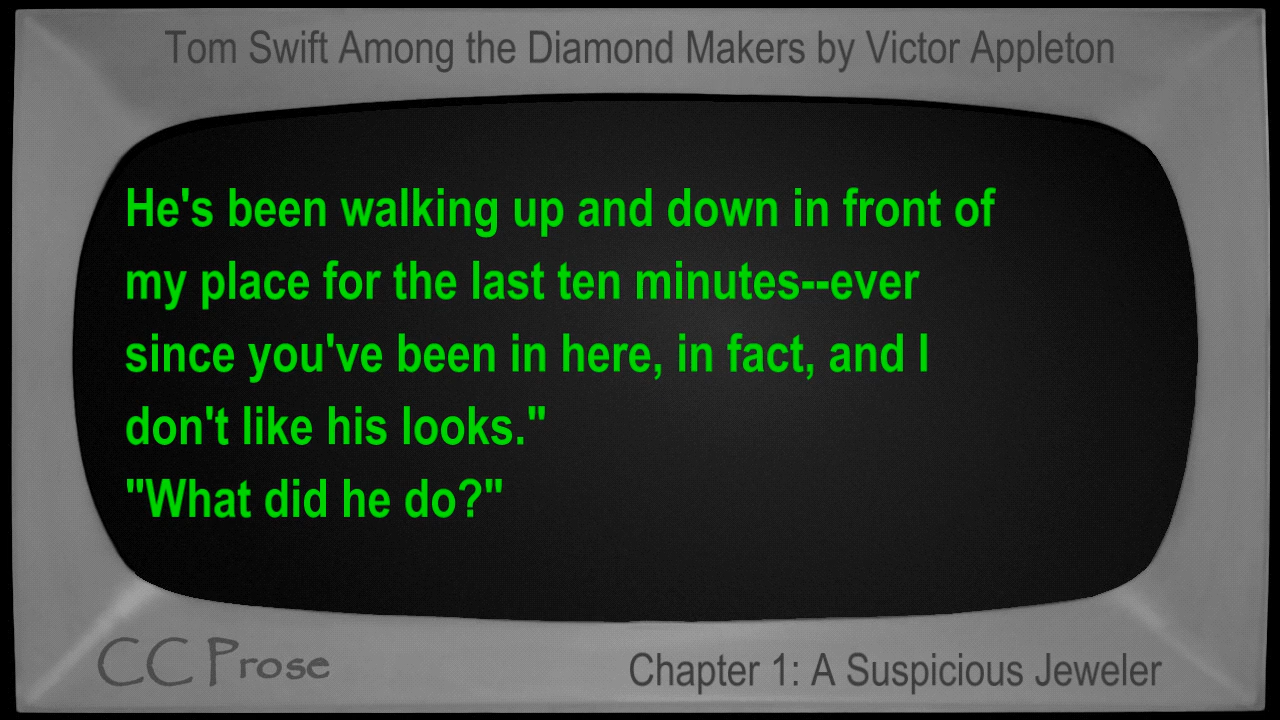 Tom Swift Among the Diamond Makers by Victor Appleton
He's been walking up and down in front of
my place for the last ten minutes--ever
since you've been in here, in fact, and I
don't like his looks."
"What did he do?"
CC Prose
Chapter 1: A Suspicious Jeweler